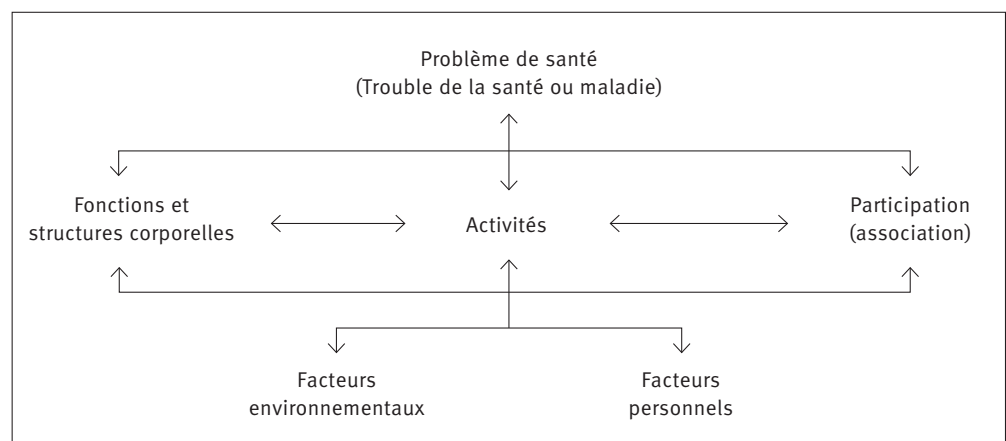 Problème de santé
(Trouble de la santé ou maladie)
Fonctions et
structures corporelles
Activités
Participation
(association)
Facteurs
environnementaux
Facteurs
personnels